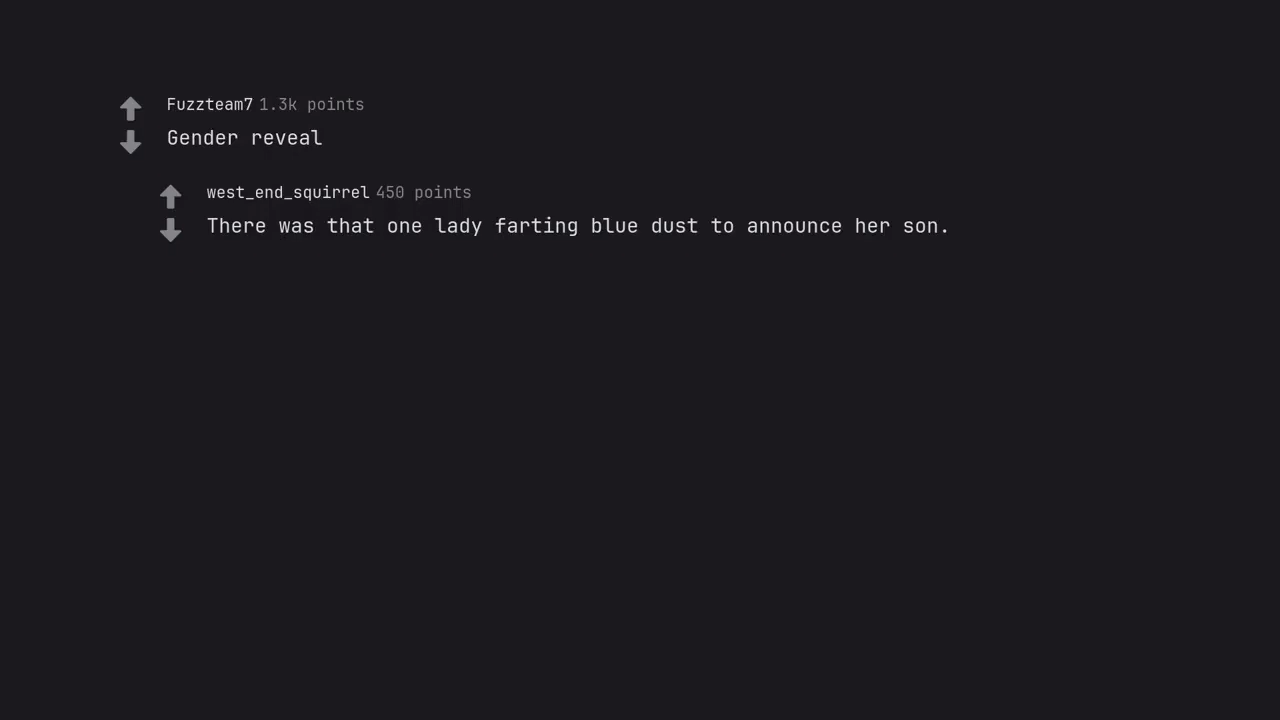 Fuzzteam7 1.3k points
Gender reveal
west_end_squirrel 450 points
There was that one lady farting blue dust to announce her son.